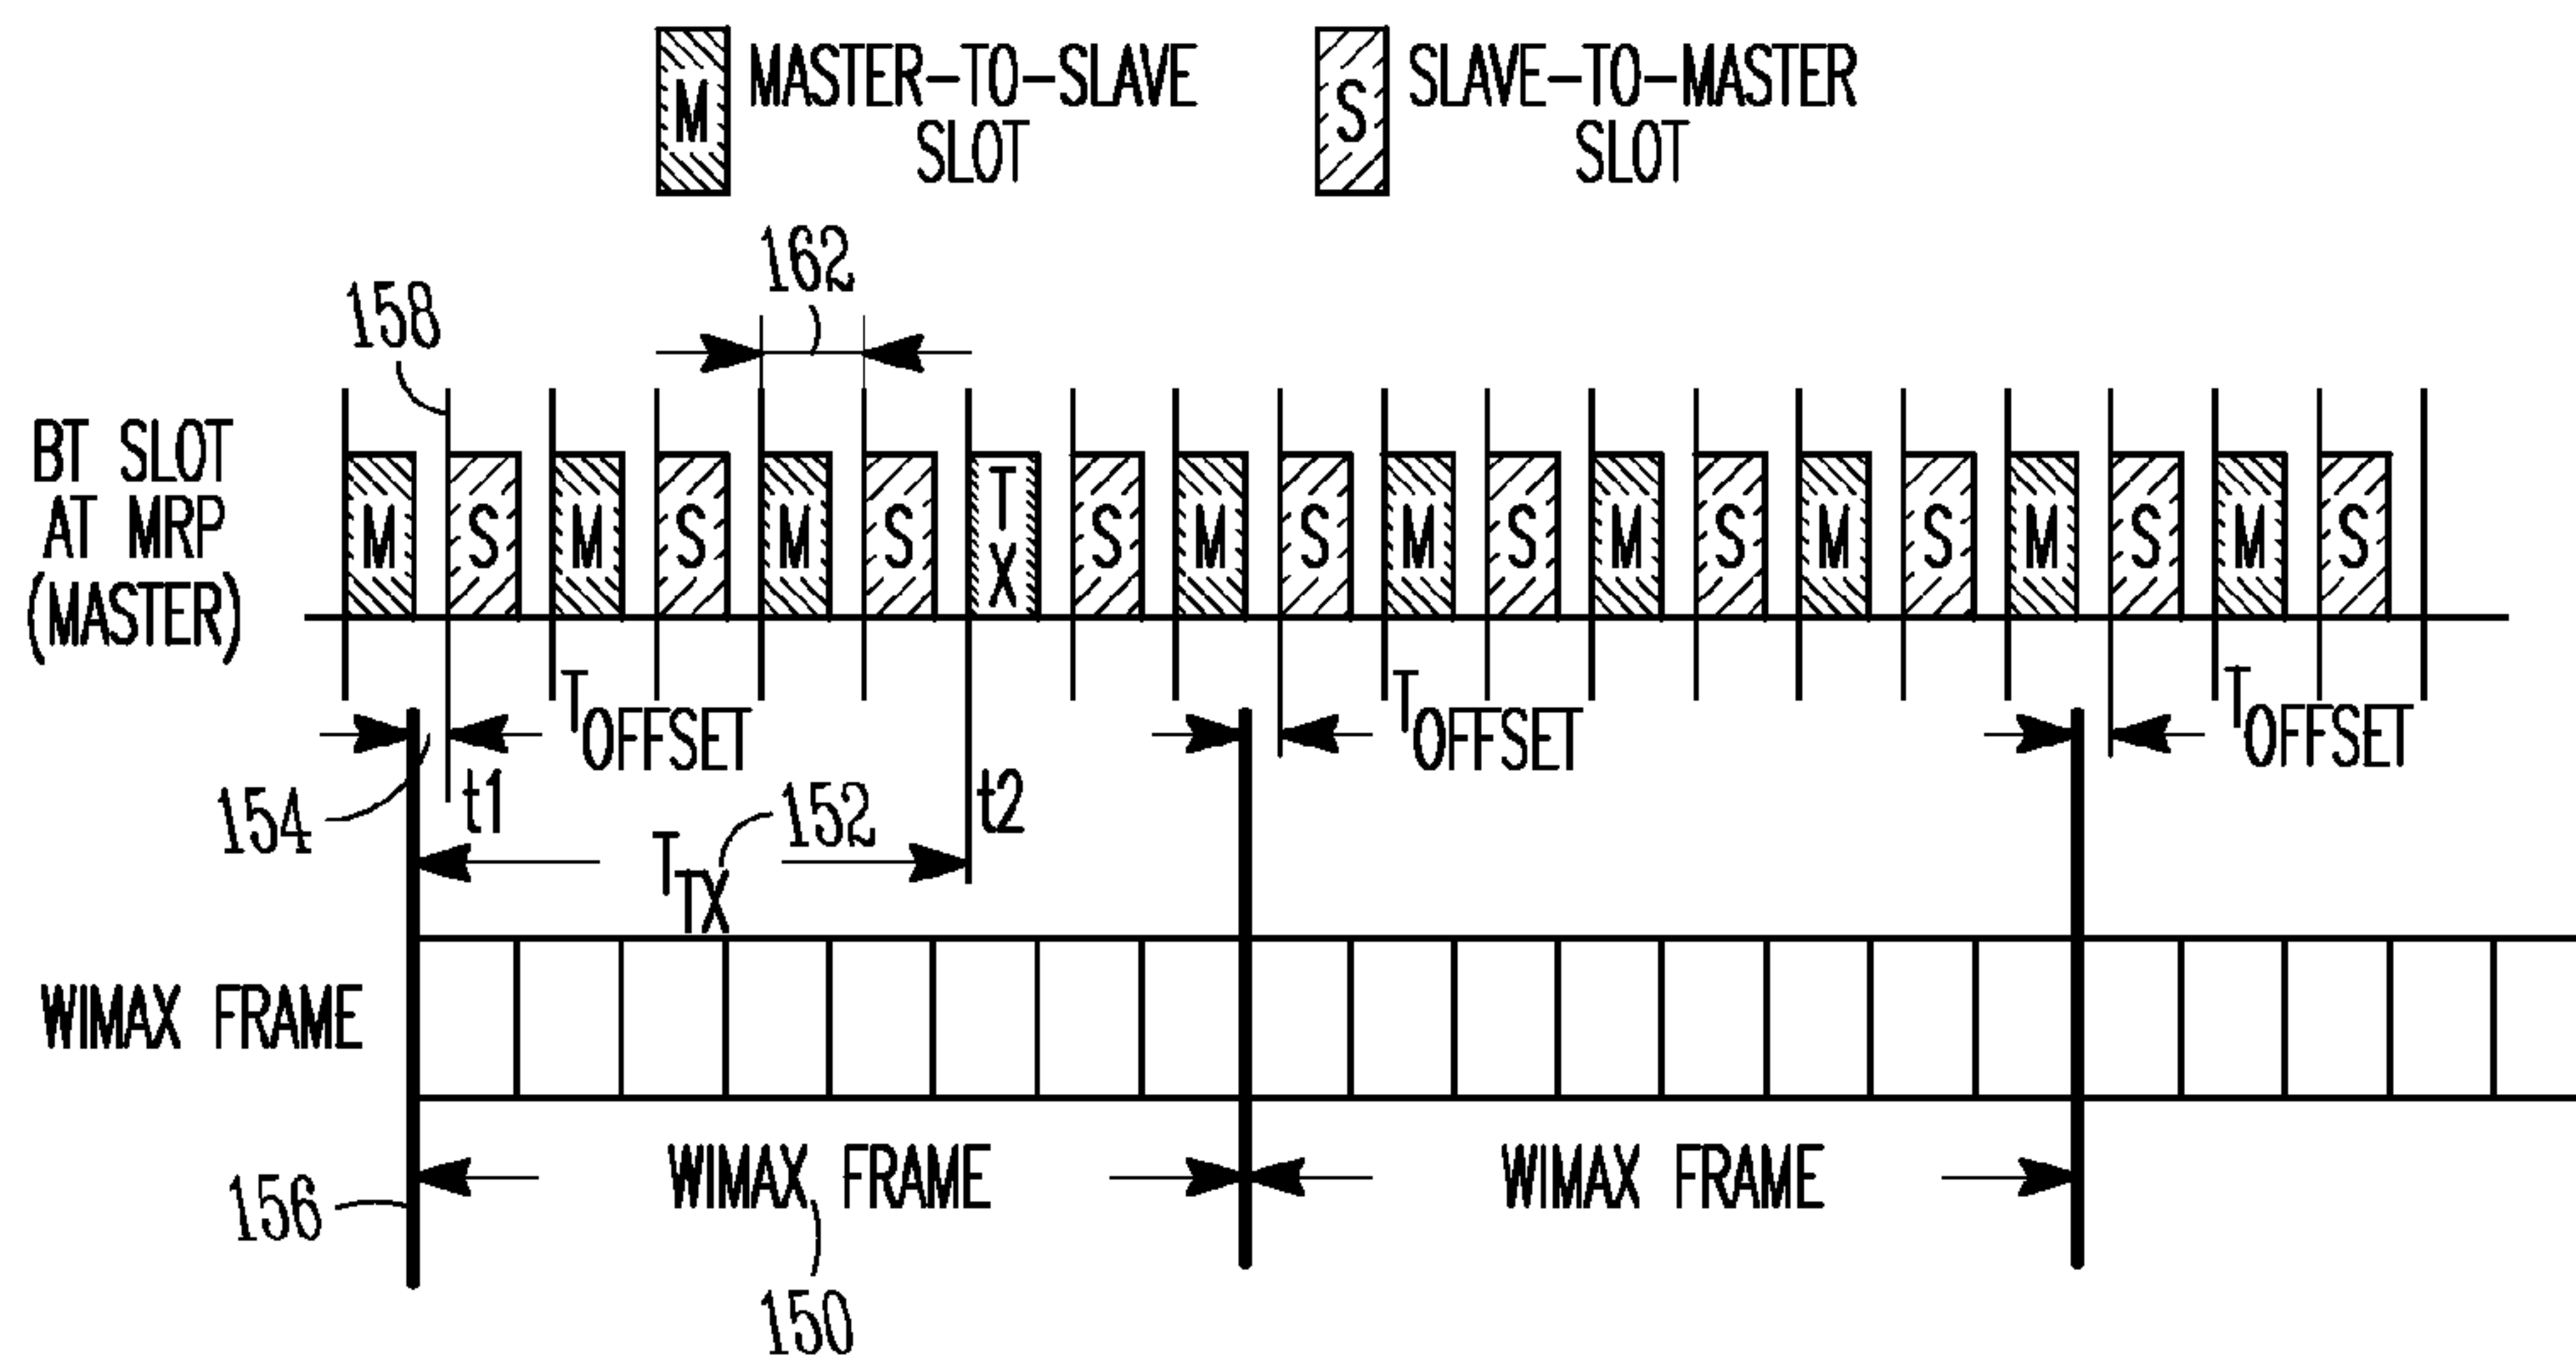 M MASTER-TO-SLAVE SLOT
S SLAVE-TO-MASTER SLOT
162
158
BT SLOT
AT MRP
(MASTER)
M S M S M S TX S M S M S M S M S M S M S
TOFFSET TOFFSET TOFFSET
154
t1
t2
TTX
152
WIMAX FRAME
156
WIMAX FRAME WIMAX FRAME
150